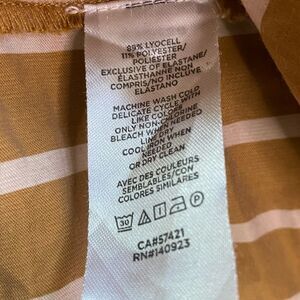 89% LYOCELL
11% POLYESTER/
POLIESTER
EXCLUSIVE OF ELASTANE/
ÉLASTHANNE NON
COMPRIS/NO INCLUYE
ELASTANO
MACHINE WASH COLD
DELICATE CYCLE WITH
LIKE COLORS
ONLY NON-CHLORINE
BLEACH WHEN NEEDED
LINE DRY
COOL IRON WHEN
NEEDED
OR DRY CLEAN
AVEC DES COULEURS
SEMBLABLES/CON
COLORES SIMILARES
30
CA#57421
RN#140923